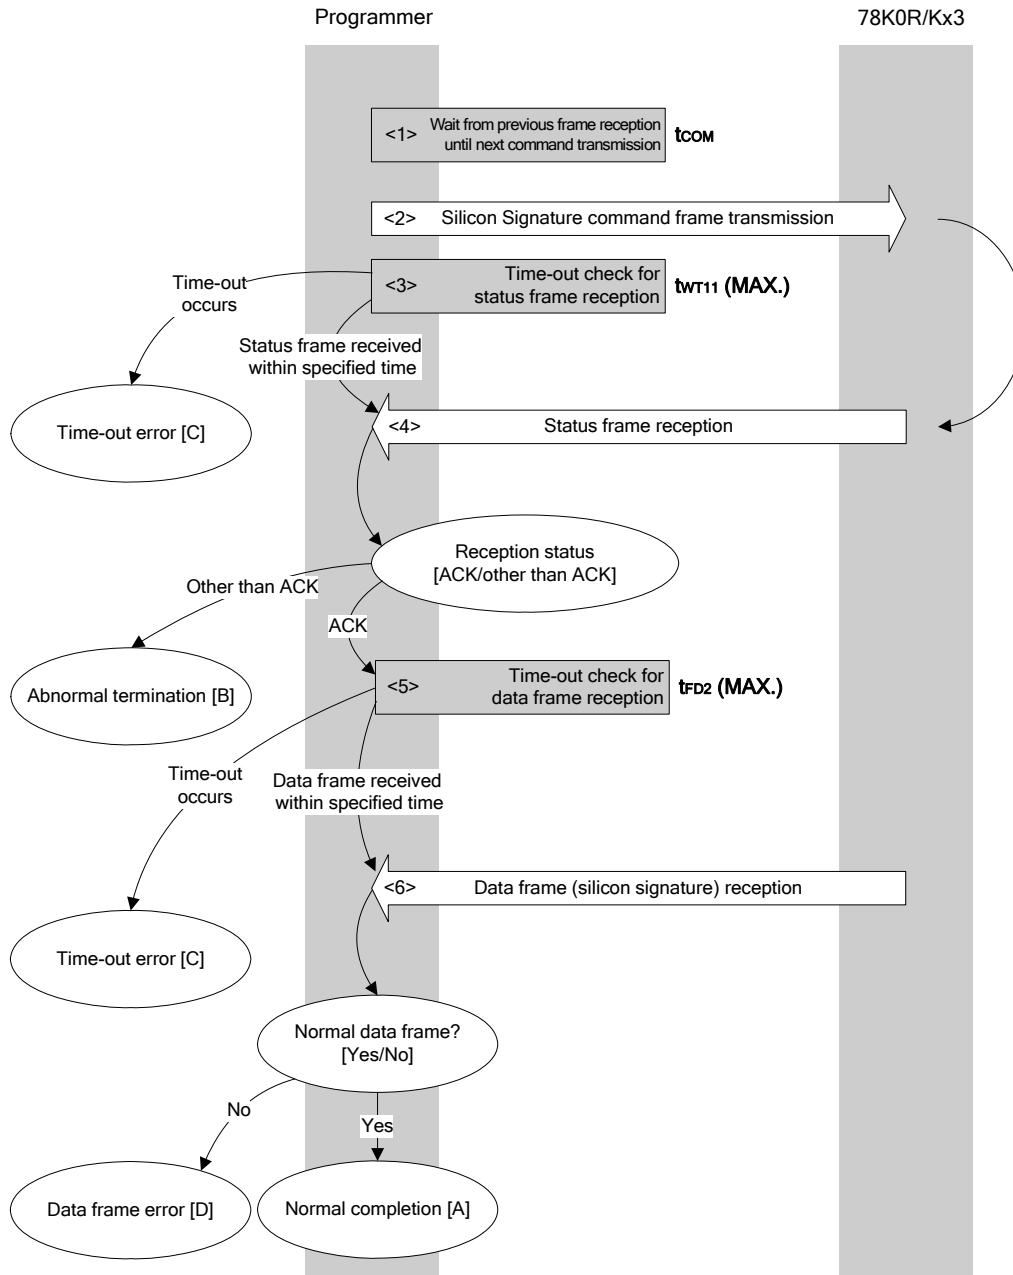 Programmer
78K0R/Kx3
<1> Wait from previous frame reception
until next command transmission
tCOM
<2> Silicon Signature command frame transmission
<3> Time-out check for
status frame reception
tWT11 (MAX.)
Time-out
occurs
Status frame received
within specified time
Time-out error [C]
<4> Status frame reception
Reception status
[ACK/other than ACK]
Other than ACK
ACK
Abnormal termination [B]
<5> Time-out check for
data frame reception
tFD2 (MAX.)
Time-out
occurs
Data frame received
within specified time
<6> Data frame (silicon signature) reception
Time-out error [C]
Normal data frame?
[Yes/No]
No
Yes
Data frame error [D]
Normal completion [A]